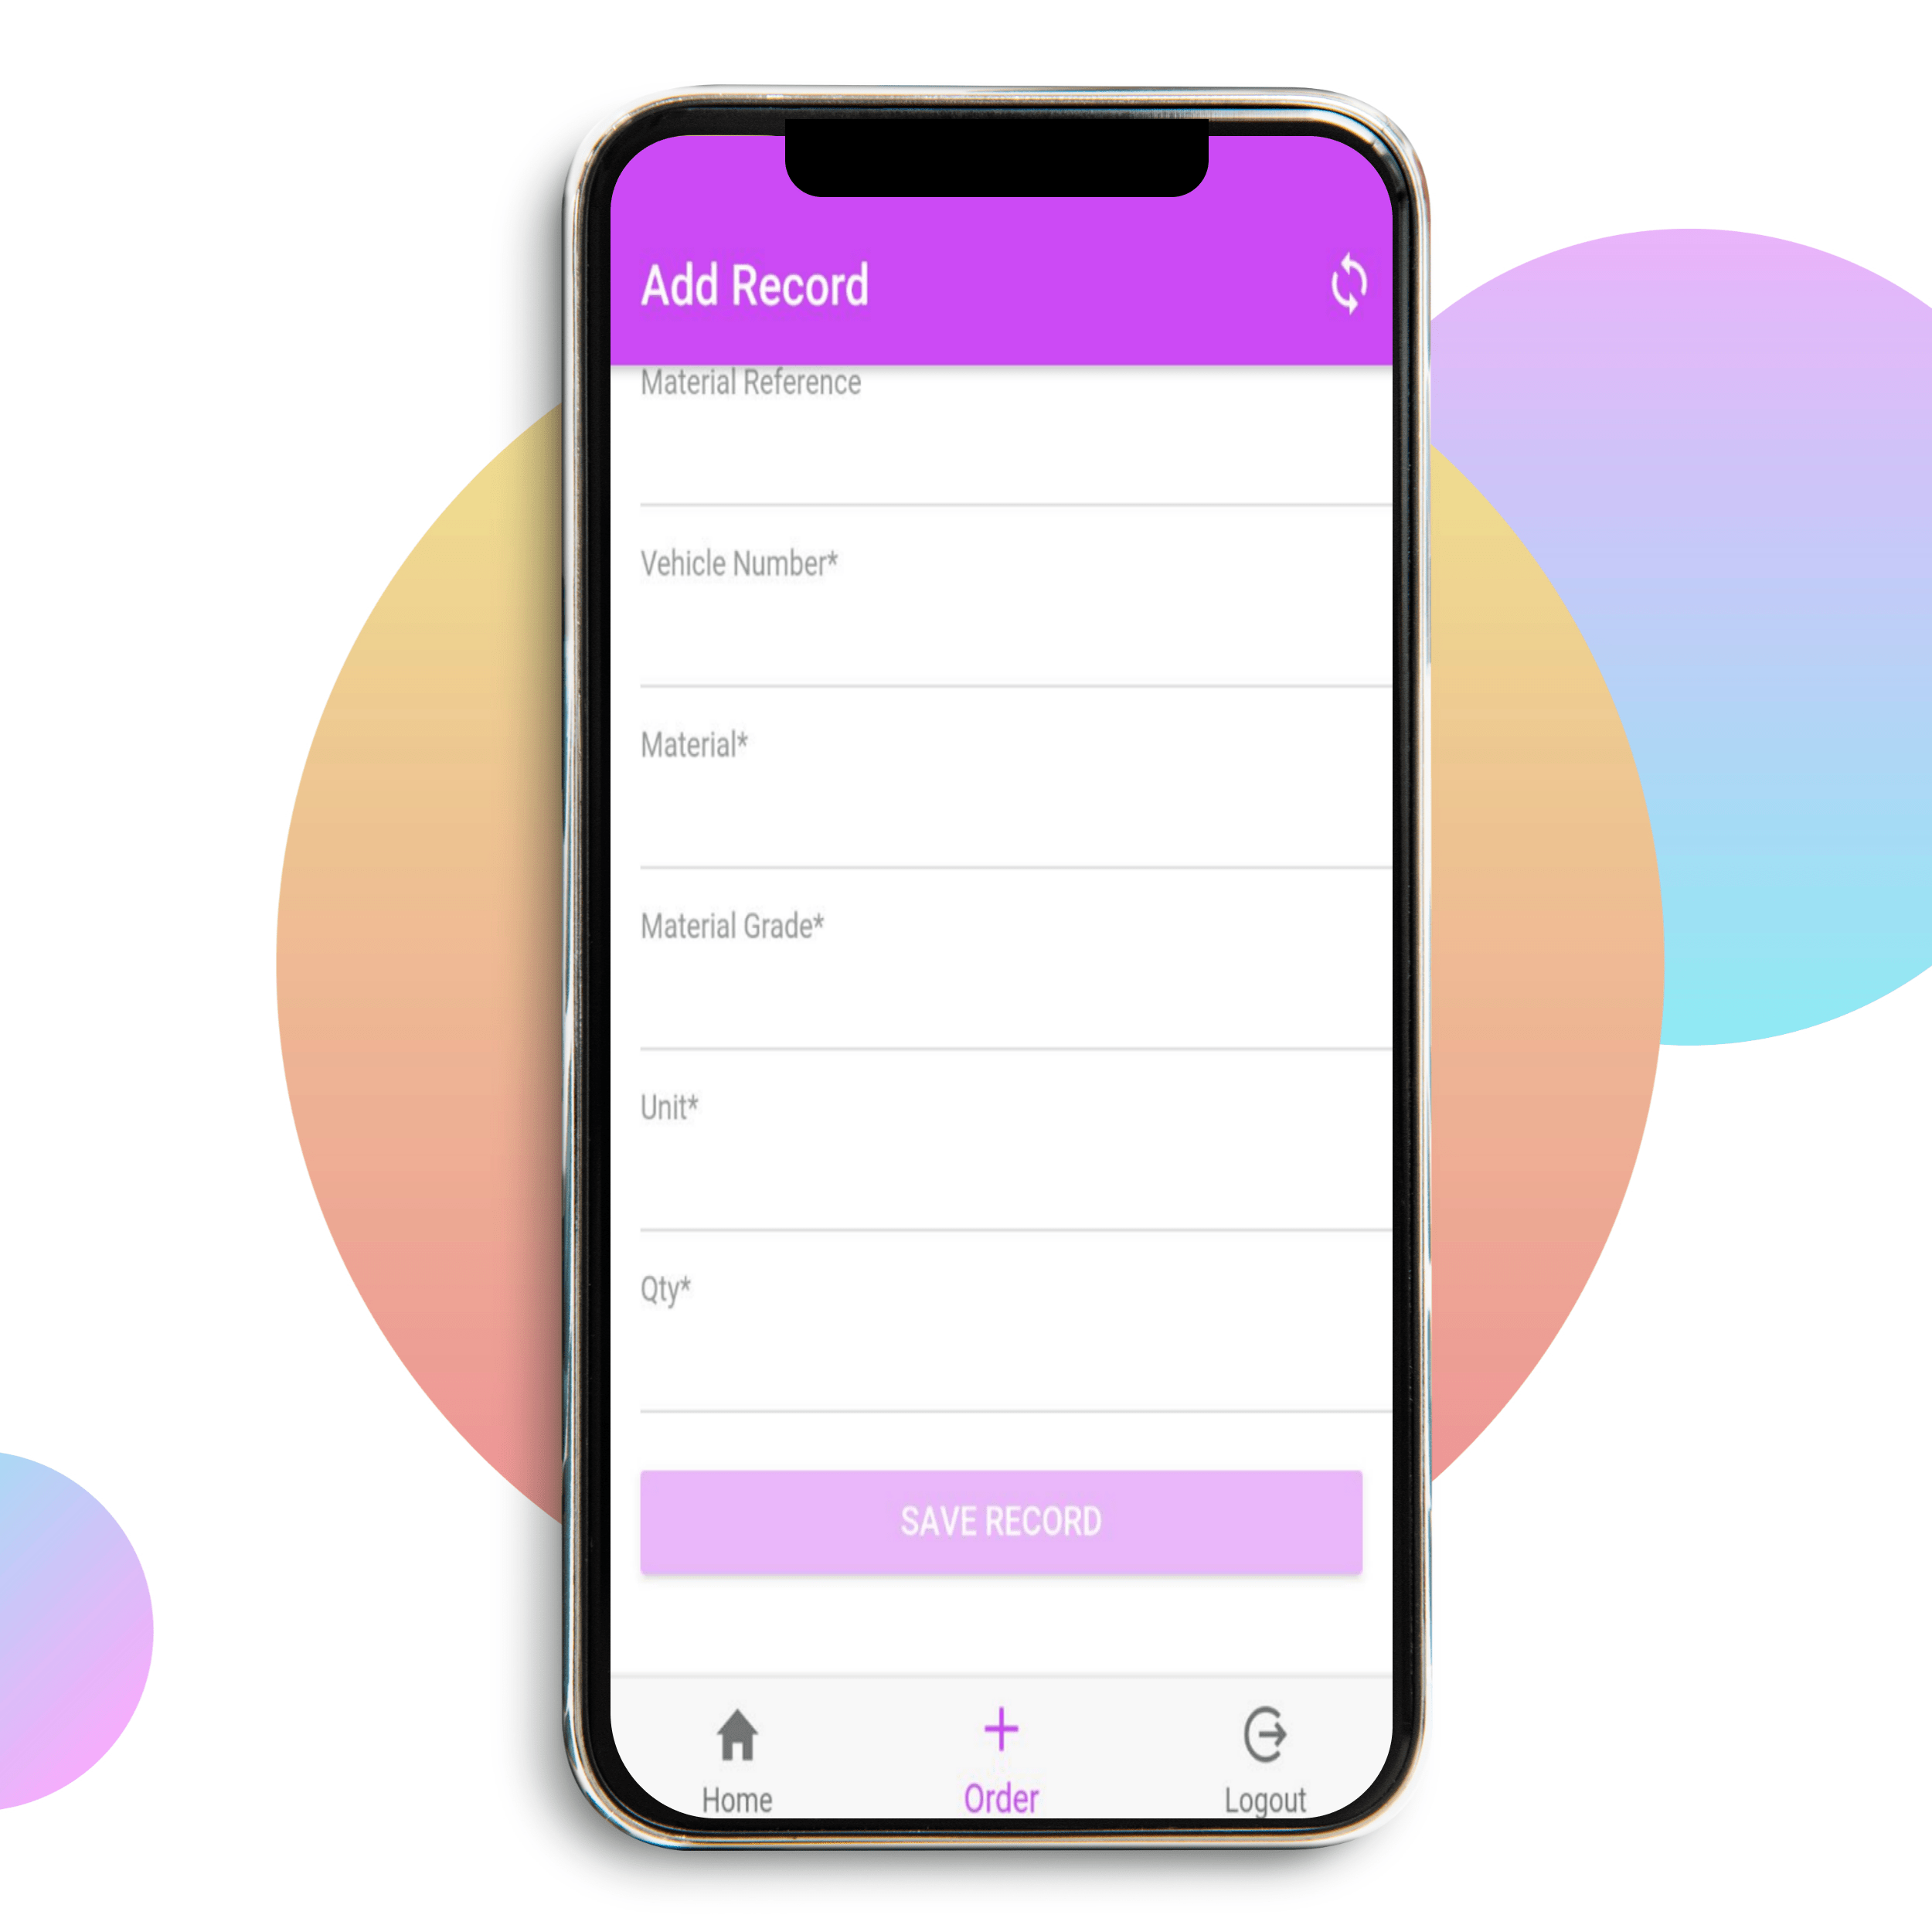 Add Record
Material Reference
Vehicle Number*
Material*
Material Grade*
Unit*
Qty*
SAVE RECORD
Home
Order
Logout